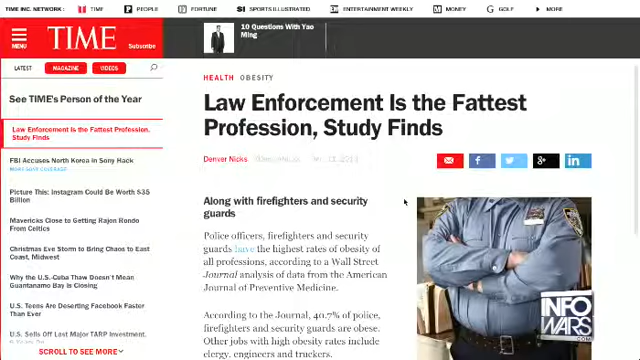 TIME INC. NETWORK:
TIME
PEOPLE
FORTUNE
SI SPORTS ILLUSTRATED
ENTERTAINMENT WEEKLY
M MONEY
G GOLF
MORE
MENU
TIME
Subscribe
10 Questions With Yao
Ming
LATEST
MAGAZINE
VIDEOS
HEALTH OBESITY
See TIME's Person of the Year
Law Enforcement Is the Fattest
Profession, Study Finds
Law Enforcement Is the Fattest Profession,
Study Finds
Denver Nicks
FBI Accuses North Korea in Sony Hack
MORE SONY COVERAGE
Picture This: Instagram Could Be Worth $35
Billion
Mavericks Close to Getting Rajon Rondo
From Celtics
Christmas Eve Storm to Bring Chaos to East
Coast, Midwest
Why the U.S.-Cuba Thaw Doesn't Mean
Guantanamo Bay Is Closing
U.S. Teens Are Deserting Facebook Faster
Than Ever
U.S. Sells Off Last Major TARP Investment,
SCROLL TO SEE MORE
Along with firefighters and security
guards
Police officers, firefighters and security
guards have the highest rates of obesity of
all professions, according to a Wall Street
Journal analysis of data from the American
Journal of Preventive Medicine.
According to the Journal, 40.7% of police,
firefighters and security guards are obese.
Other jobs with high obesity rates include
clergy, engineers and truckers.
f
g+
in
INFO
WARS
.COM